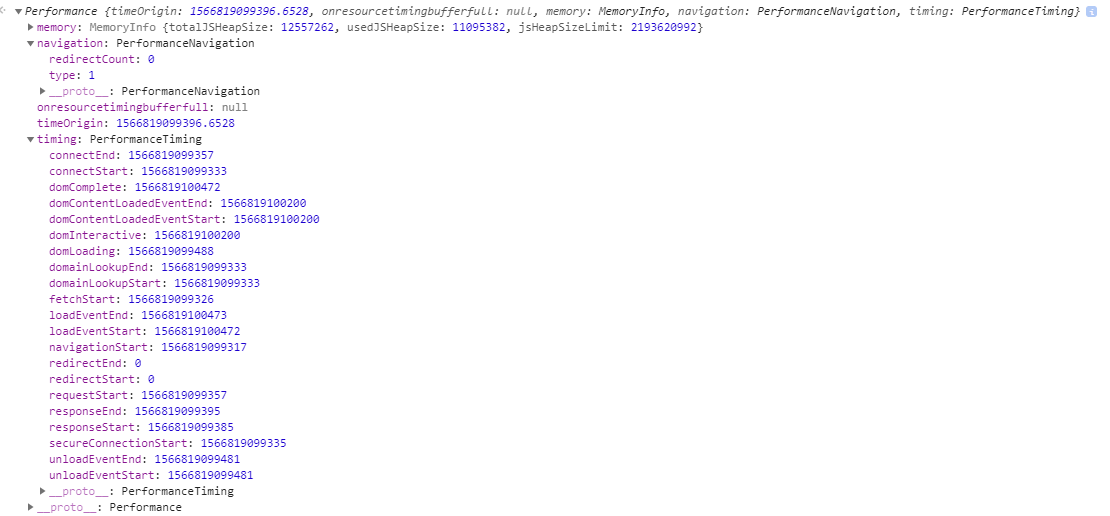 Performance {timeOrigin: 1566819099396.6528, onresourcetimingbufferfull: null, memory: MemoryInfo, navigation: PerformanceNavigation, timing: PerformanceTiming}
memory: MemoryInfo {totalJSHeapSize: 12557262, usedJSHeapSize: 11095382, jsHeapSizeLimit: 2193620992}
navigation: PerformanceNavigation
redirectCount: 0
type: 1
__proto__: PerformanceNavigation
onresourcetimingbufferfull: null
timeOrigin: 1566819099396.6528
timing: PerformanceTiming
connectEnd: 1566819099357
connectStart: 1566819099333
domComplete: 1566819100472
domContentLoadedEventEnd: 1566819100200
domContentLoadedEventStart: 1566819100200
domInteractive: 1566819100200
domLoading: 1566819099488
domainLookupEnd: 1566819099333
domainLookupStart: 1566819099333
fetchStart: 1566819099326
loadEventEnd: 1566819100473
loadEventStart: 1566819100472
navigationStart: 1566819099317
redirectEnd: 0
redirectStart: 0
requestStart: 1566819099357
responseEnd: 1566819099395
responseStart: 1566819099385
secureConnectionStart: 1566819099335
unloadEventEnd: 1566819099481
unloadEventStart: 1566819099481
__proto__: PerformanceTiming
__proto__: Performance